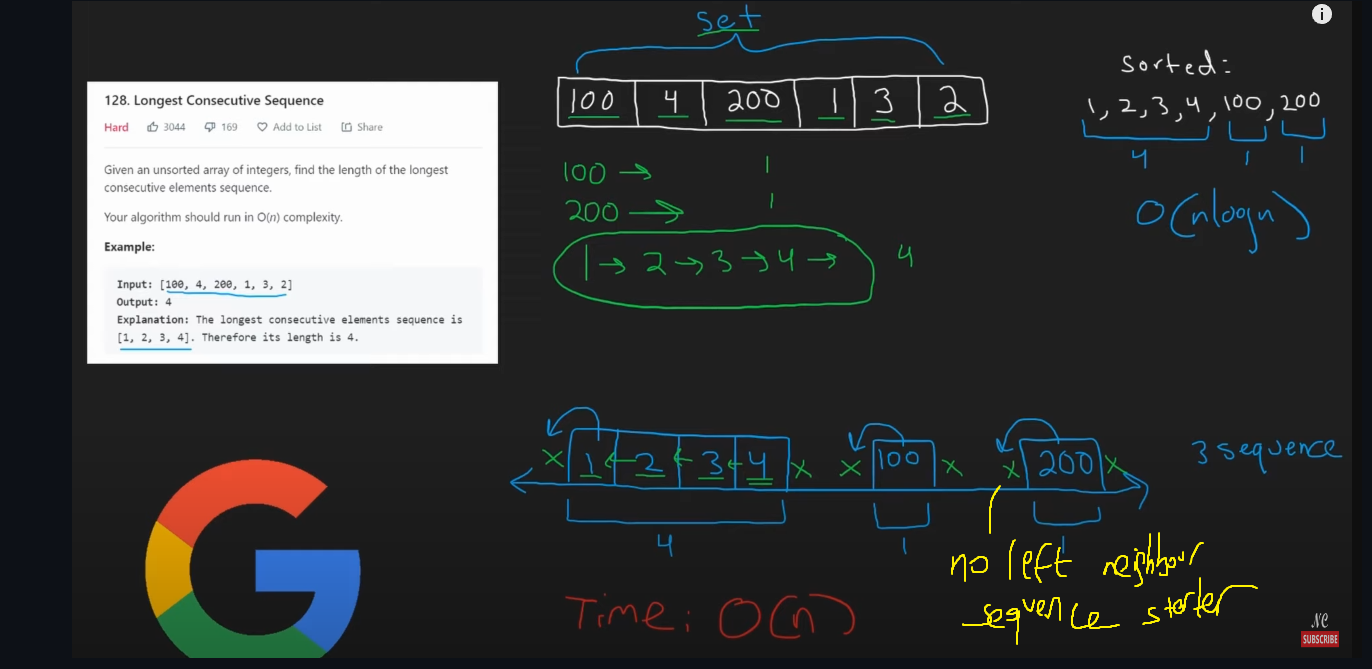 set
100 4 200 1 3 2
sorted:
1, 2, 3, 4, 100, 200
4 1 1
O(nlogn)
128. Longest Consecutive Sequence
Hard 3044 169 Add to List Share
Given an unsorted array of integers, find the length of the longest
consecutive elements sequence.
Your algorithm should run in O(n) complexity.
Example:
Input: [100, 4, 200, 1, 3, 2]
Output: 4
Explanation: The longest consecutive elements sequence is
[1, 2, 3, 4]. Therefore its length is 4.
100 → 1
200 → 1
1 → 2 → 3 → 4 → 4
x 1 ← 2 ← 3 ← 4 x x 100 x x 200 x
3 sequence
4 1 1
no left neighbour
sequence starter
Time: O(n)
NC
SUBSCRIBE